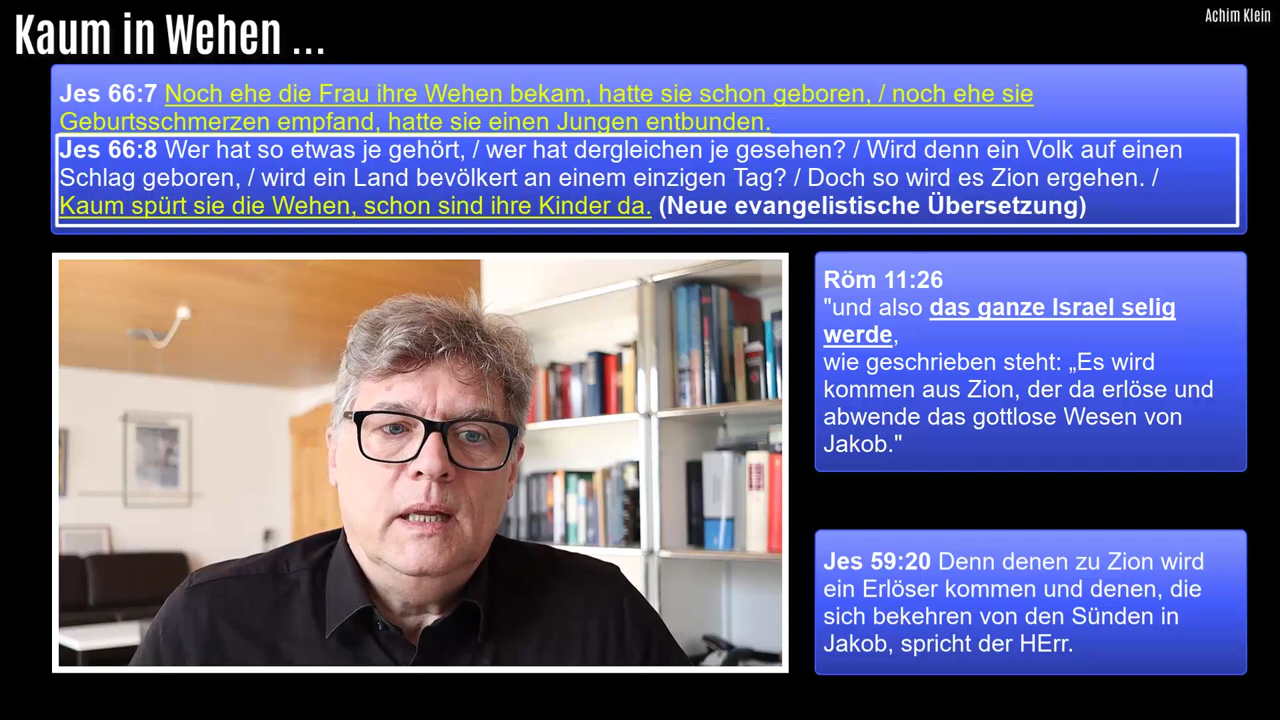 Kaum in Wehen ...
Achim Klein
Jes 66:7 Noch ehe die Frau ihre Wehen bekam, hatte sie schon geboren, / noch ehe sie
Geburtsschmerzen empfand, hatte sie einen Jungen entbunden.
Jes 66:8 Wer hat so etwas je gehört, / wer hat dergleichen je gesehen? / Wird denn ein Volk auf einen
Schlag geboren, / wird ein Land bevölkert an einem einzigen Tag? / Doch so wird es Zion ergehen. /
Kaum spürt sie die Wehen, schon sind ihre Kinder da. (Neue evangelistische Übersetzung)
Röm 11:26
"und also das ganze Israel selig
werde,
wie geschrieben steht: „Es wird
kommen aus Zion, der da erlöse und
abwende das gottlose Wesen von
Jakob."
Jes 59:20 Denn denen zu Zion wird
ein Erlöser kommen und denen, die
sich bekehren von den Sünden in
Jakob, spricht der HErr.